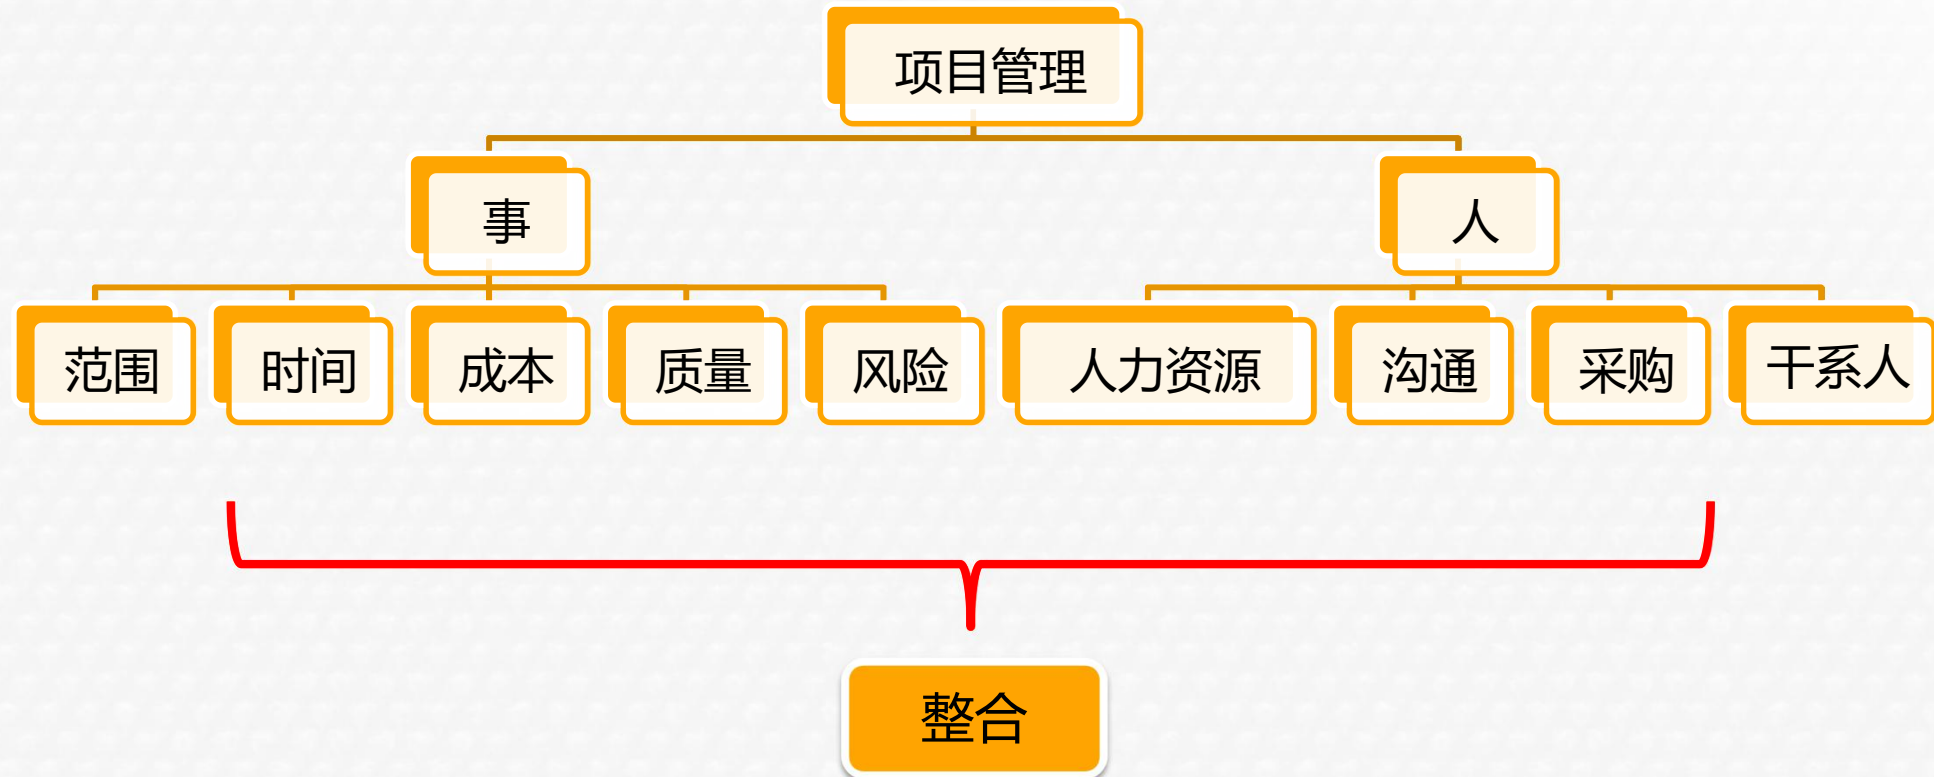 项目管理
事
人
范围
时间
成本
质量
风险
人力资源
沟通
采购
干系人
整合